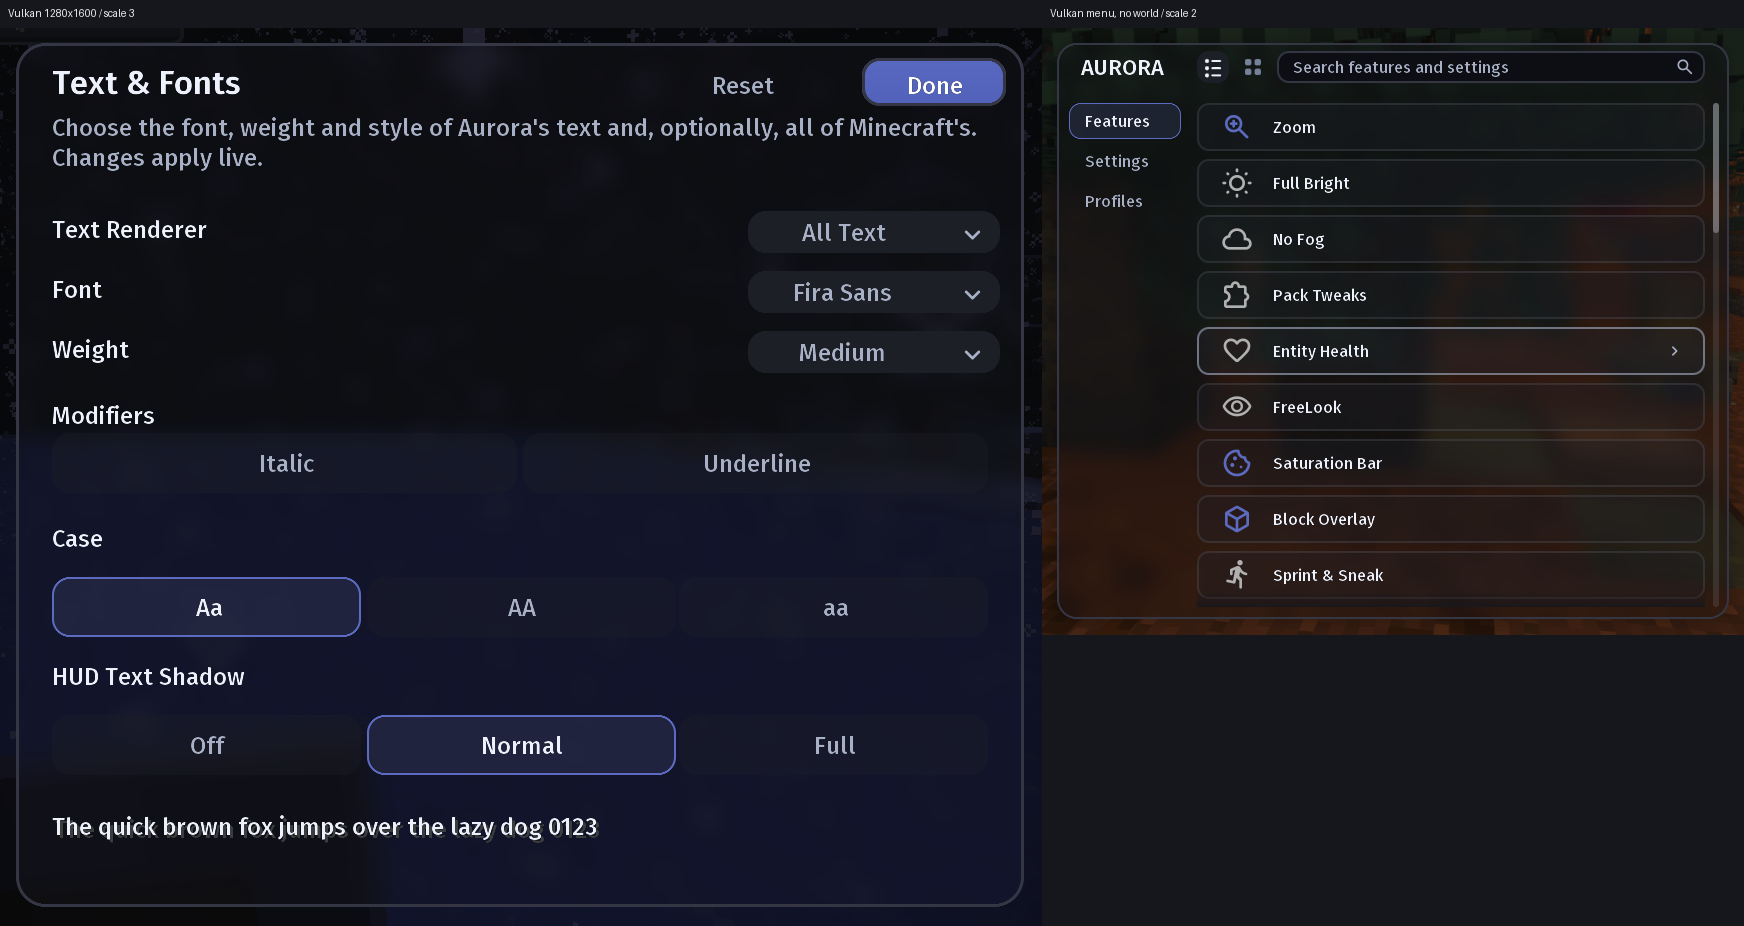 Vulkan 1280x1600 / scale 3
Text & Fonts
Reset
Done
Choose the font, weight and style of Aurora's text and, optionally, all of Minecraft's.
Changes apply live.
Text Renderer
All Text
Font
Fira Sans
Weight
Medium
Modifiers
Italic
Underline
Case
Aa
AA
aa
HUD Text Shadow
Off
Normal
Full
The quick brown fox jumps over the lazy dog 0123
Vulkan menu, no world / scale 2
AURORA
Search features and settings
Features
Settings
Profiles
Zoom
Full Bright
No Fog
Pack Tweaks
Entity Health
FreeLook
Saturation Bar
Block Overlay
Sprint & Sneak